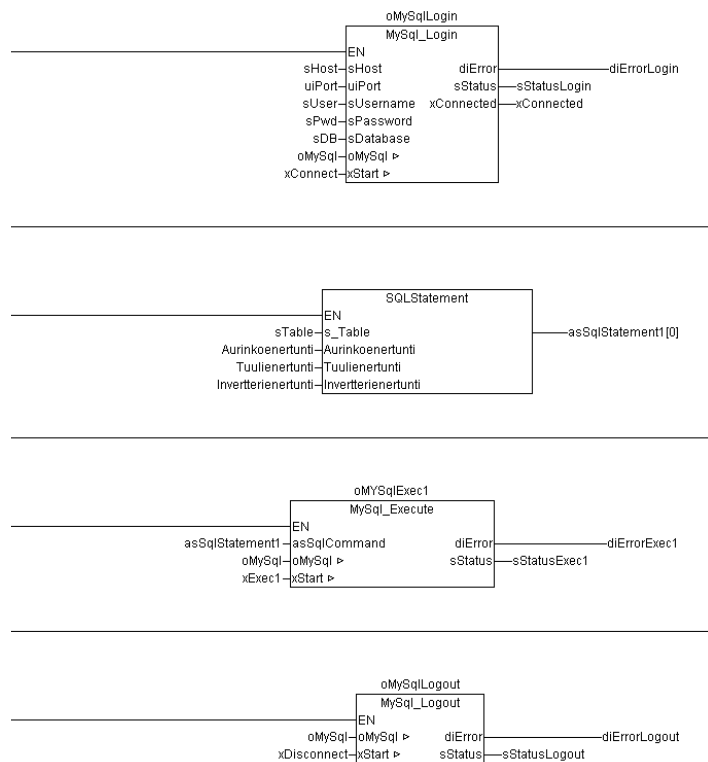 oMySqlLogin
MySql_Login
EN
sHost sHost diError diErrorLogin
uiPort uiPort sStatus sStatusLogin
sUser sUsername xConnected xConnected
sPwd sPassword
sDB sDatabase
oMySql oMySql ▹
xConnect xStart ▹
SQLStatement
EN
sTable s_Table asSqlStatement1[0]
Aurinkoenertunti Aurinkoenertunti
Tuulienertunti Tuulienertunti
Invertterienertunti Invertterienertunti
oMYSqlExec1
MySql_Execute
EN
asSqlStatement1 asSqlCommand diError diErrorExec1
oMySql oMySql ▹ sStatus sStatusExec1
xExec1 xStart ▹
oMySqlLogout
MySql_Logout
EN
oMySql oMySql ▹ diError diErrorLogout
xDisconnect xStart ▹ sStatus sStatusLogout